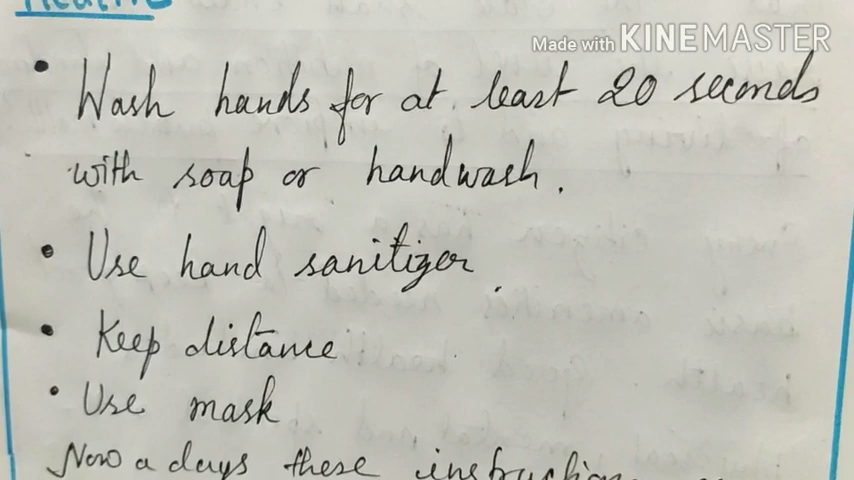 Made with KINEMASTER
• Wash hands for at least 20 seconds
with soap or handwash.
• Use hand sanitizer.
• Keep distance
• Use mask
Now a days these